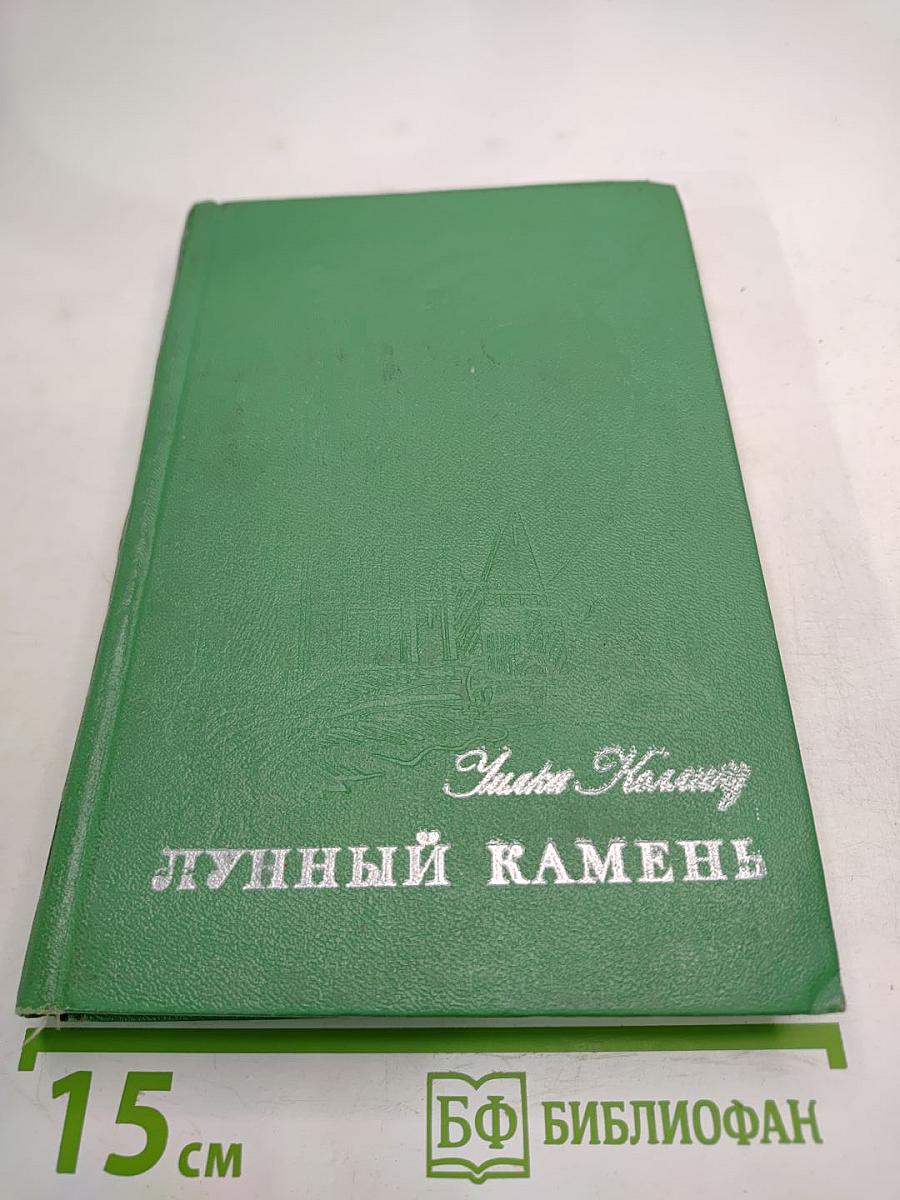 Уилки Коллинз
ЛУННЫЙ КАМЕНЬ
15 см
БФ БИБЛИОФАН